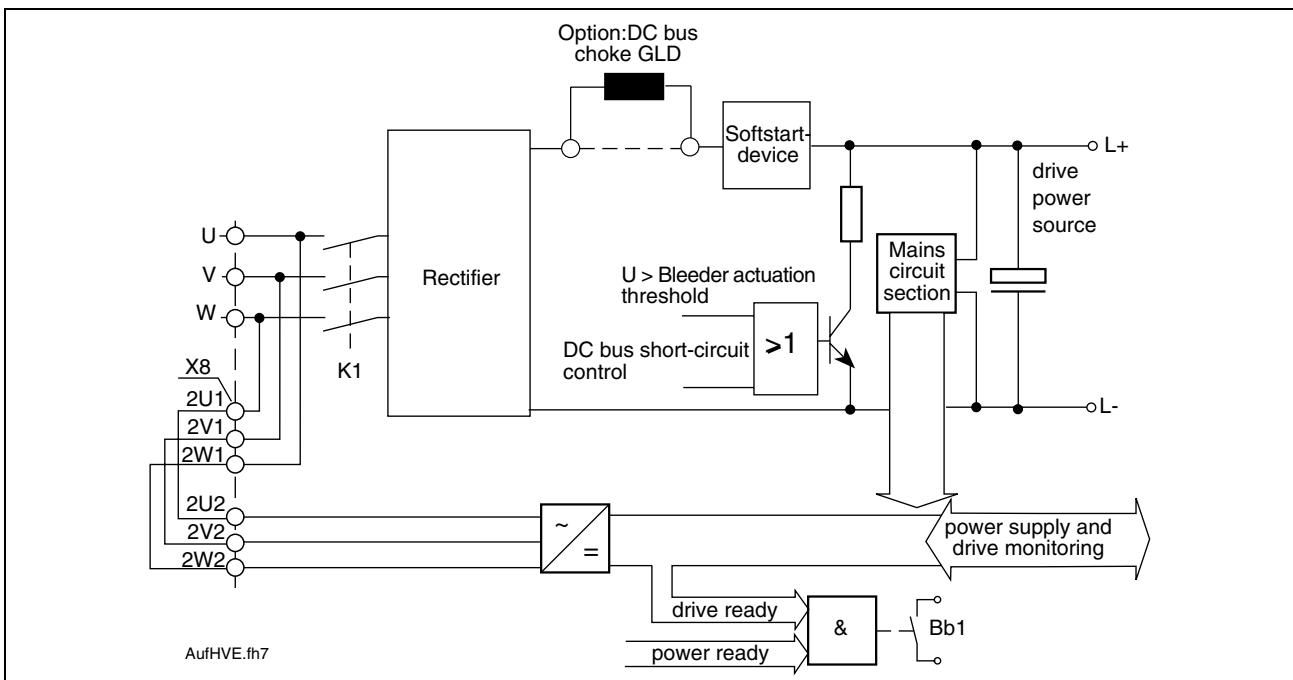 Option:DC bus
choke GLD
Softstart-
device
L+
drive
power
source
U
V
W
Rectifier
K1
Mains
circuit
section
U > Bleeder actuation
threshold
DC bus short-circuit
control
>1
L-
X8
2U1
2V1
2W1
2U2
2V2
2W2
~
=
power supply and
drive monitoring
drive ready
power ready
&
Bb1
AufHVE.fh7